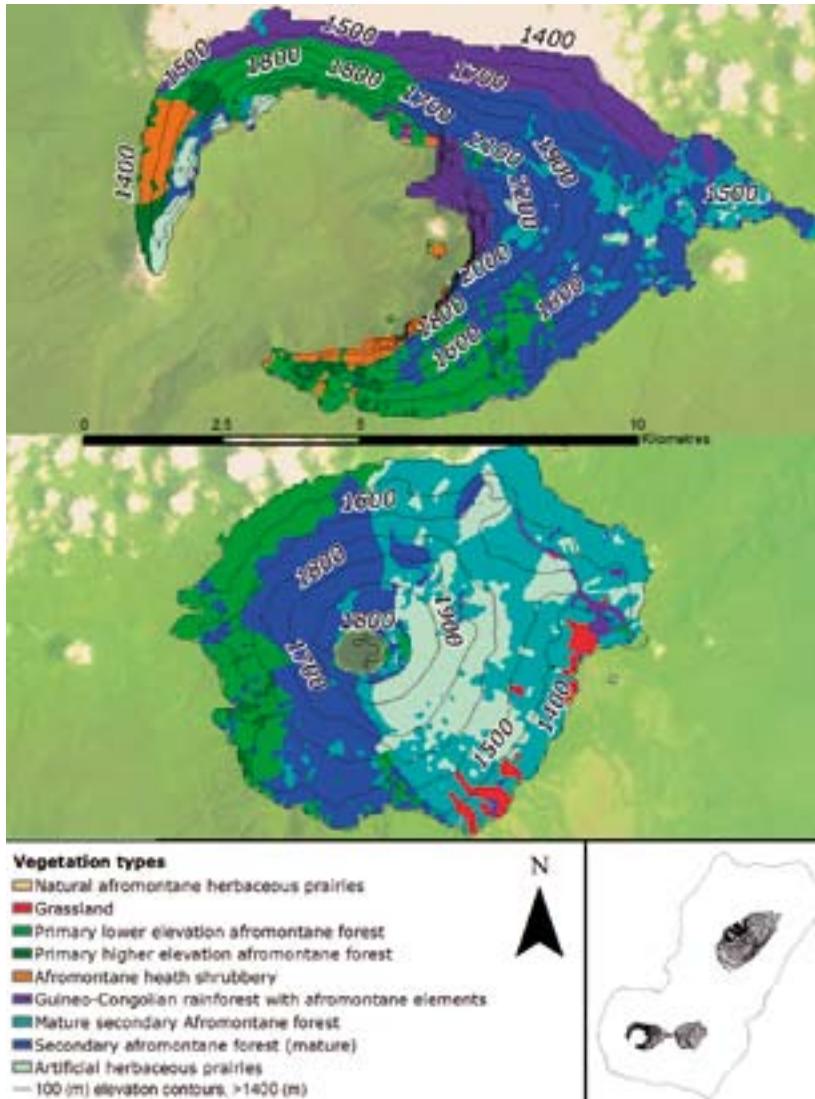 1500
1400
1500
1800
1800
1700
1700
1400
2200
1900
2200
1500
2000
1800
1800
1600
0
2.5
5
10
Kilometres
1600
1800
1800
1900
1700
1400
1500
Vegetation types
Natural afromontane herbaceous prairies
Grassland
Primary lower elevation afromontane forest
Primary higher elevation afromontane forest
Afromontane heath shrubbery
Guineo-Congolian rainforest with afromontane elements
Mature secondary Afromontane forest
Secondary afromontane forest (mature)
Artificial herbaceous prairies
100 (m) elevation contours, >1400 (m)
N